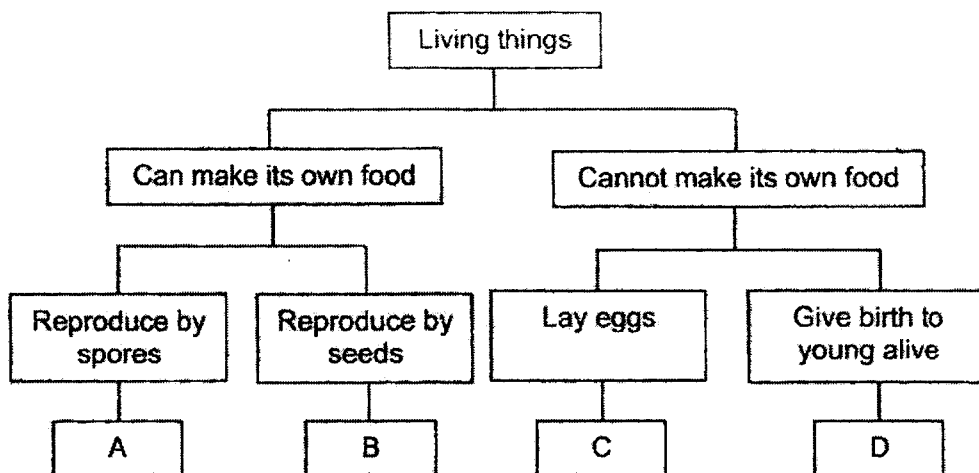 Living things
Can make its own food
Cannot make its own food
Reproduce by
spores
Reproduce by
seeds
Lay eggs
Give birth to
young alive
A
B
C
D